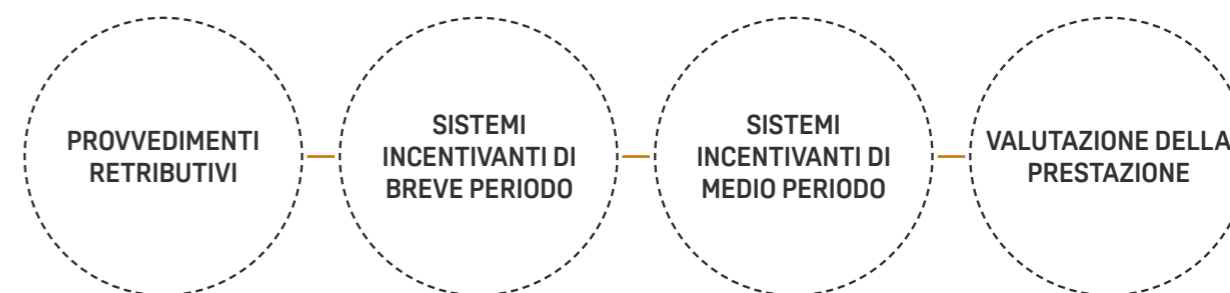 PROVVEDIMENTI
RETRIBUTIVI
SISTEMI
INCENTIVANTI DI
BREVE PERIODO
SISTEMI
INCENTIVANTI DI
MEDIO PERIODO
VALUTAZIONE DELLA
PRESTAZIONE